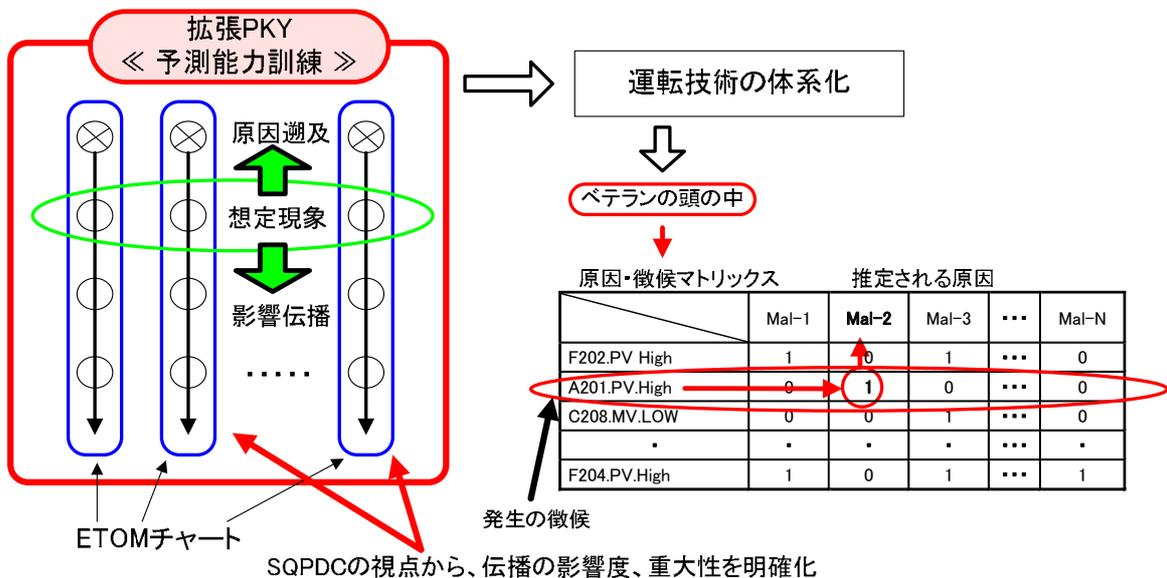 拡張PKY
≪ 予測能力訓練 ≫
原因遡及
想定現象
影響伝播
・・・・・
ETOMチャート
SQPDCの視点から、伝播の影響度、重大性を明確化
運転技術の体系化
ベテランの頭の中
原因・徴候マトリックス 推定される原因
Mal-1 Mal-2 Mal-3 ・・・ Mal-N
F202.PV High 1 0 1 ・・・ 0
A201.PV.High 0 1 0 ・・・ 0
C208.MV.LOW 0 0 1 ・・・ 0
・ ・ ・ ・ ・・・ ・
F204.PV.High 1 0 1 ・・・ 1
発生の徴候